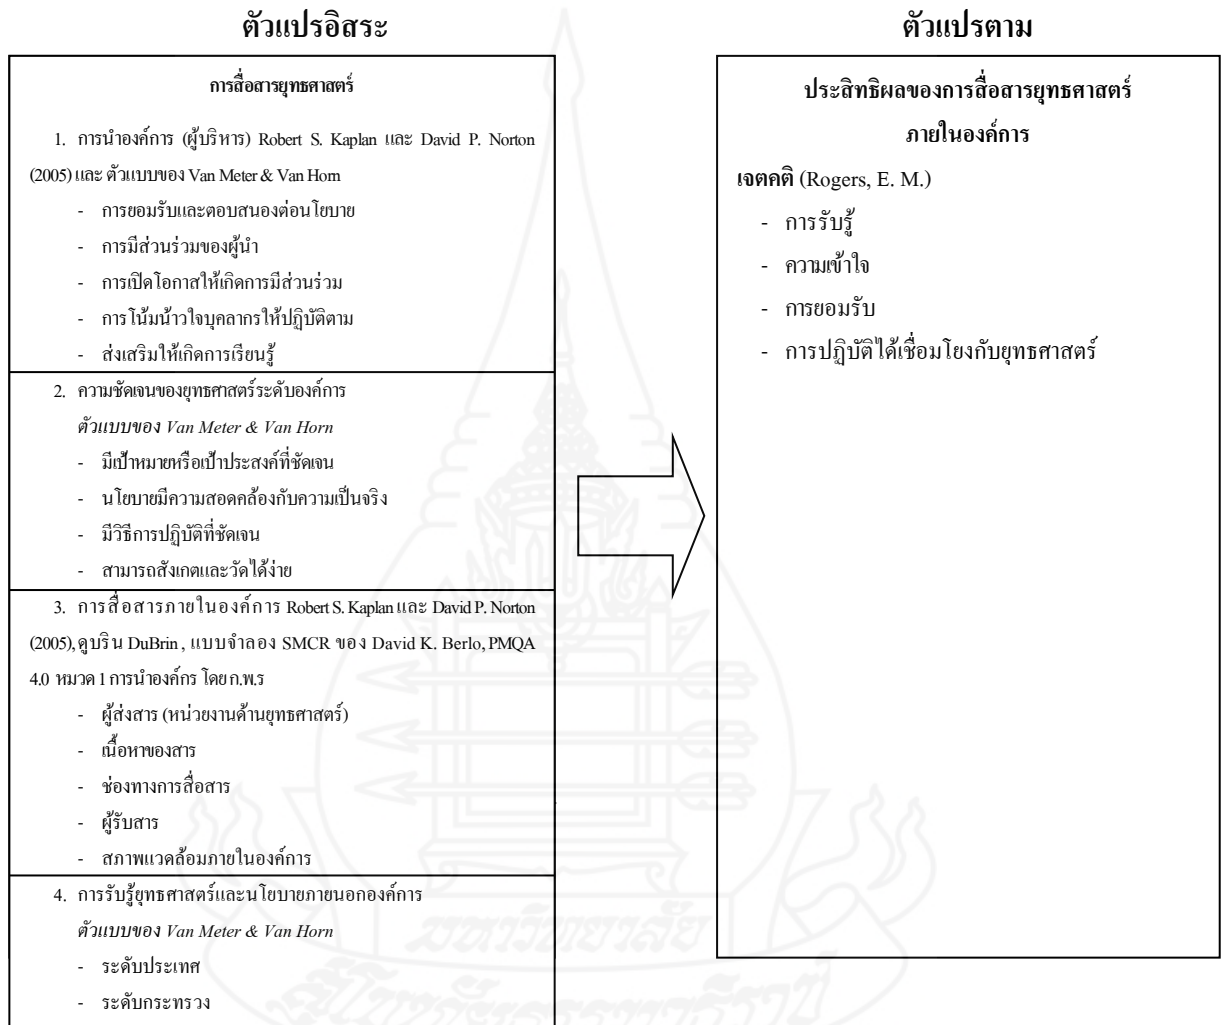 ตัวแปรอิสระ
การสื่อสารยุทธศาสตร์
1. การนำองค์การ (ผู้บริหาร) Robert S. Kaplan และ David P. Norton
(2005) และ ตัวแบบของ Van Meter & Van Horn
- การยอมรับและตอบสนองต่อนโยบาย
- การมีส่วนร่วมของผู้นำ
- การเปิดโอกาสให้เกิดการมีส่วนร่วม
- การโน้มน้าวใจบุคลากรให้ปฏิบัติตาม
- ส่งเสริมให้เกิดการเรียนรู้
2. ความชัดเจนของยุทธศาสตร์ระดับองค์การ
ตัวแบบของ Van Meter & Van Horn
- มีเป้าหมายหรือเป้าประสงค์ที่ชัดเจน
- นโยบายมีความสอดคล้องกับความเป็นจริง
- มีวิธีการปฏิบัติที่ชัดเจน
- สามารถสังเกตและวัดได้ง่าย
3. การสื่อสารภายในองค์การ Robert S. Kaplan และ David P. Norton
(2005), ดูบริน DuBrin , แบบจำลอง SMCR ของ David K. Berlo, PMQA
4.0 หมวด 1 การนำองค์กร โดย ก.พ.ร
- ผู้ส่งสาร (หน่วยงานด้านยุทธศาสตร์)
- เนื้อหาของสาร
- ช่องทางการสื่อสาร
- ผู้รับสาร
- สภาพแวดล้อมภายในองค์การ
4. การรับรู้ยุทธศาสตร์และนโยบายภายนอกองค์การ
ตัวแบบของ Van Meter & Van Horn
- ระดับประเทศ
- ระดับกระทรวง
ตัวแปรตาม
ประสิทธิผลของการสื่อสารยุทธศาสตร์
ภายในองค์การ
เจตคติ (Rogers, E. M.)
- การรับรู้
- ความเข้าใจ
- การยอมรับ
- การปฏิบัติได้เชื่อมโยงกับยุทธศาสตร์
มหาวิทยาลัย
สุโขทัยธรรมาธิราช